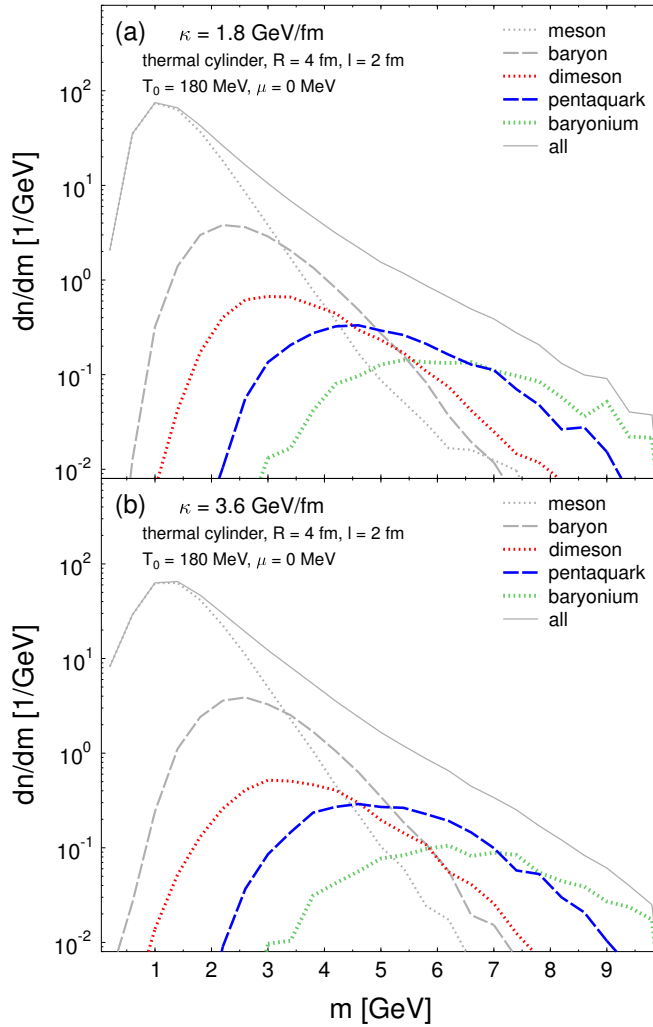 (a) κ = 1.8 GeV/fm
thermal cylinder, R = 4 fm, l = 2 fm
T₀ = 180 MeV, μ = 0 MeV
meson
baryon
dimeson
pentaquark
baryonium
all
dn/dm [1/GeV]
10²
10¹
10⁰
10⁻¹
10⁻²
(b) κ = 3.6 GeV/fm
thermal cylinder, R = 4 fm, l = 2 fm
T₀ = 180 MeV, μ = 0 MeV
meson
baryon
dimeson
pentaquark
baryonium
all
dn/dm [1/GeV]
10²
10¹
10⁰
10⁻¹
10⁻²
1 2 3 4 5 6 7 8 9
m [GeV]